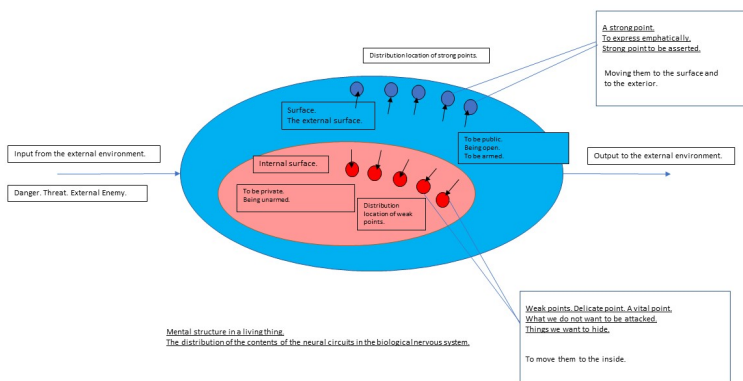 A strong point.
To express emphatically.
Strong point to be asserted.
Moving them to the surface and
to the exterior.
Distribution location of strong points.
Surface.
The external surface.
To be public.
Being open.
To be armed.
Input from the external environment.
Internal surface.
Output to the external environment.
Danger. Threat. External Enemy.
To be private.
Being unarmed.
Distribution
location of weak
points.
Weak points. Delicate point. A vital point.
What we do not want to be attacked.
Things we want to hide.
To move them to the inside.
Mental structure in a living thing.
The distribution of the contents of the neural circuits in the biological nervous system.